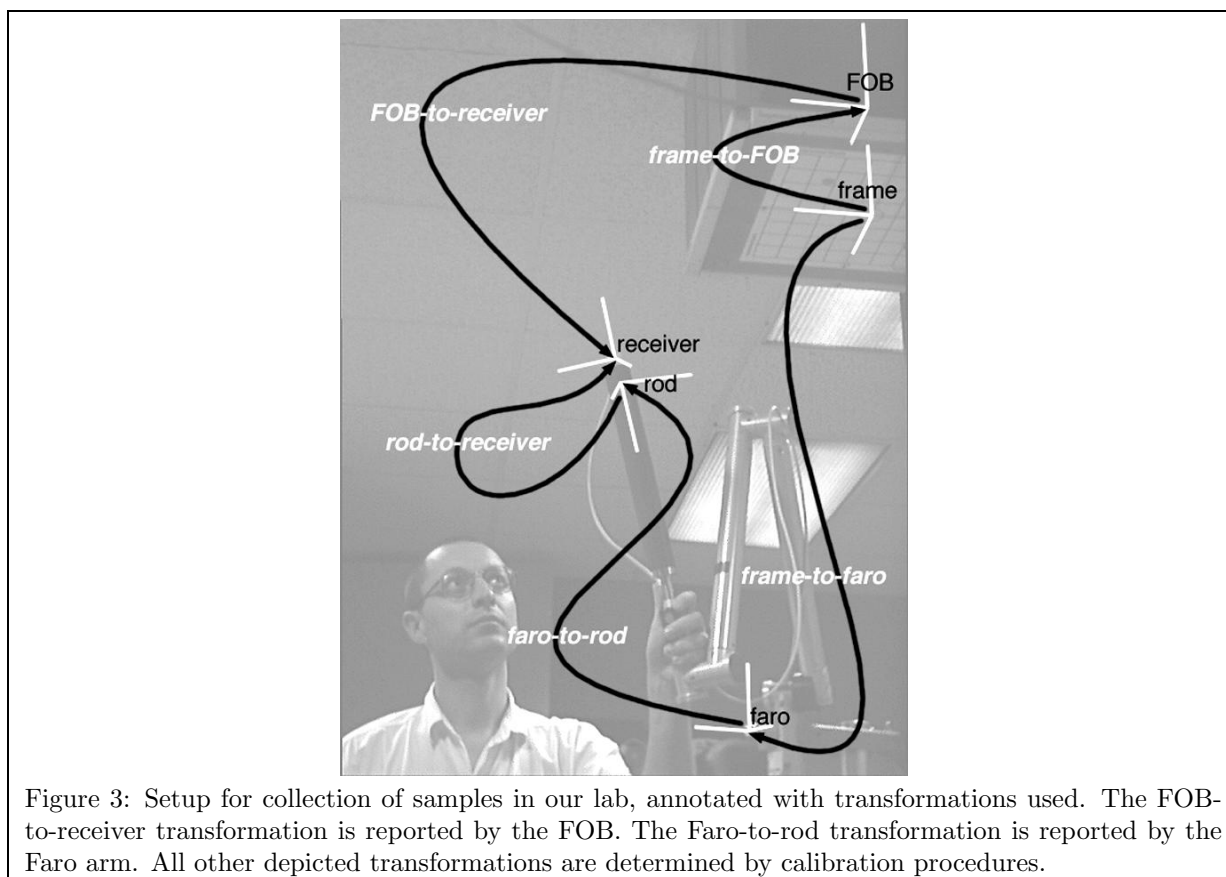 FOB
FOB-to-receiver
frame-to-FOB
frame
receiver
rod
rod-to-receiver
frame-to-faro
faro-to-rod
faro
Figure 3: Setup for collection of samples in our lab, annotated with transformations used. The FOB-
to-receiver transformation is reported by the FOB. The Faro-to-rod transformation is reported by the
Faro arm. All other depicted transformations are determined by calibration procedures.